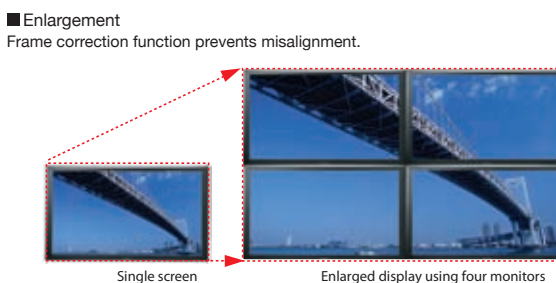 ■Enlargement
Frame correction function prevents misalignment.
Single screen
Enlarged display using four monitors